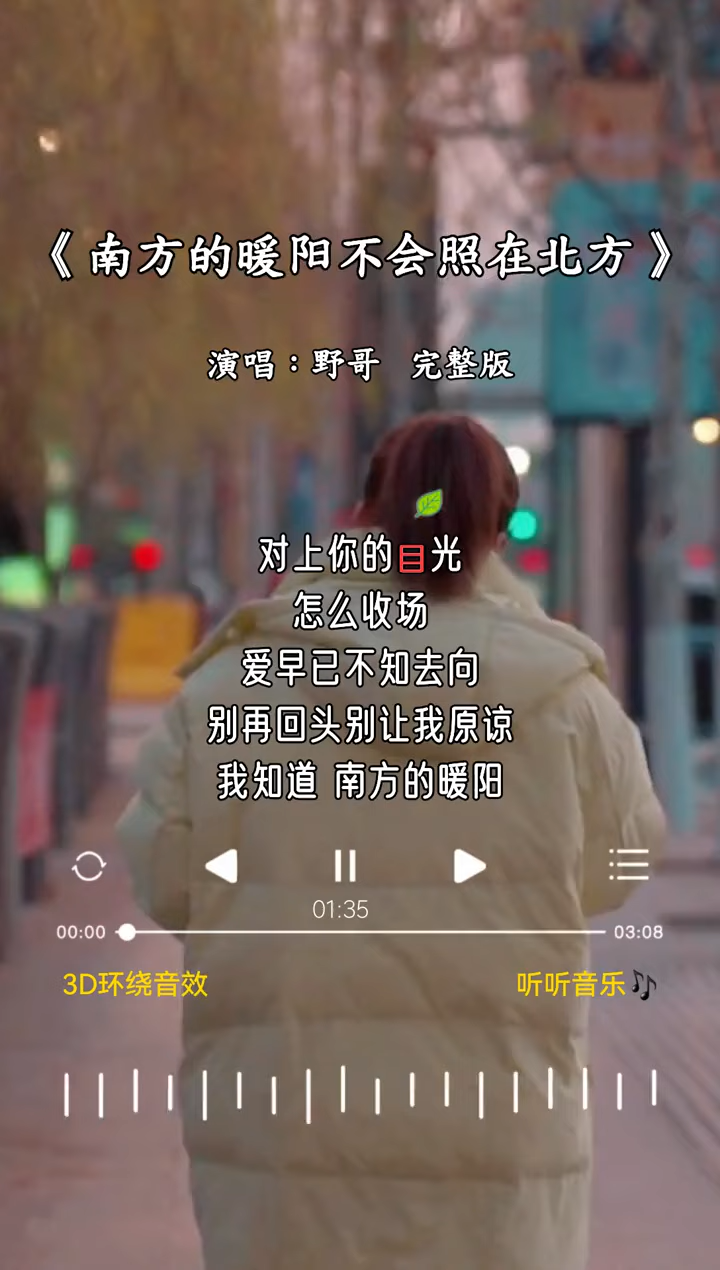 《南方的暖阳不会照在北方》
演唱：野哥 完整版
对上你的目光
怎么收场
爱早已不知去向
别再回头别让我原谅
我知道 南方的暖阳
01:35
00:00 03:08
3D环绕音效 听听音乐🎶